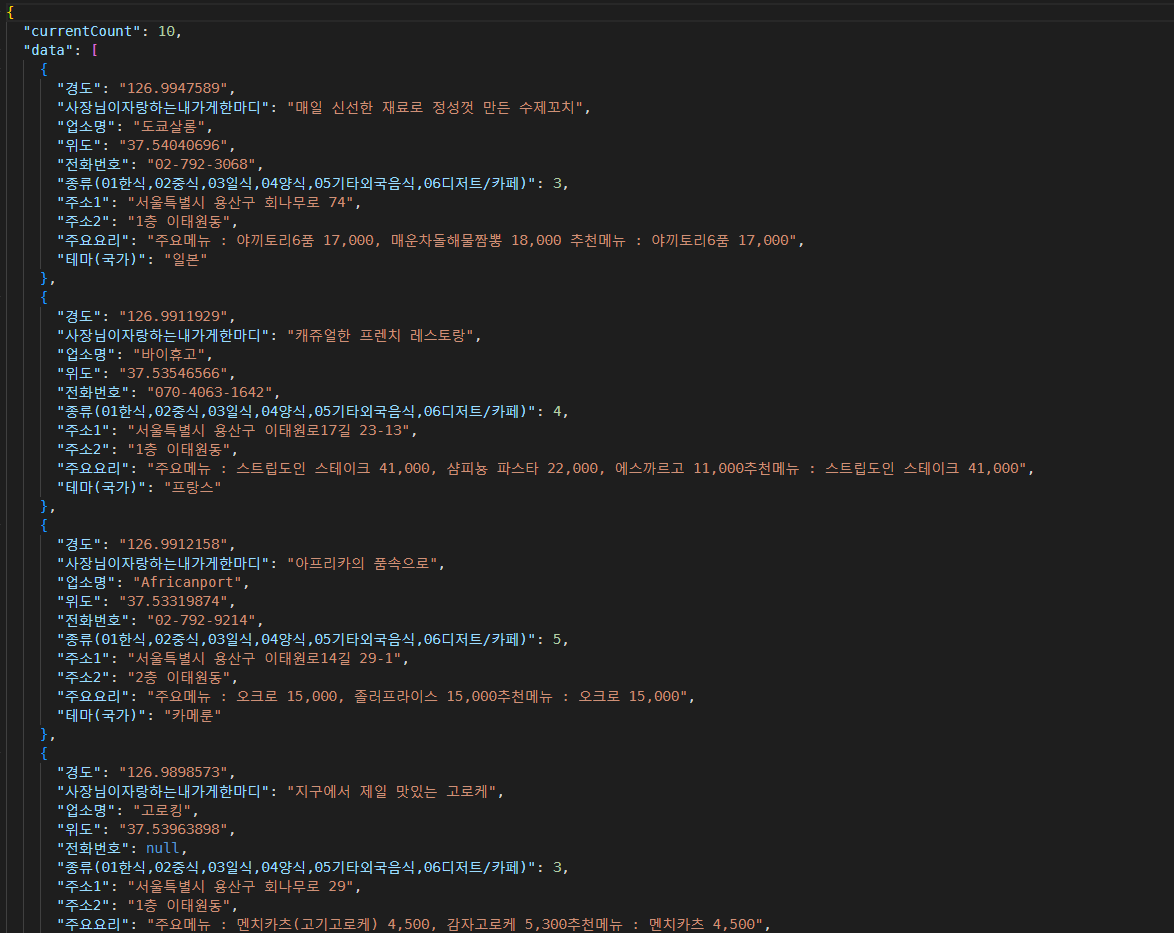 {
"currentCount": 10,
"data": [
{
"경도": "126.9947589",
"사장님이자랑하는내가게한마디": "매일 신선한 재료로 정성껏 만든 수제꼬치",
"업소명": "도쿄살롱",
"위도": "37.54040696",
"전화번호": "02-792-3068",
"종류(01한식,02중식,03일식,04양식,05기타외국음식,06디저트/카페)": 3,
"주소1": "서울특별시 용산구 회나무로 74",
"주소2": "1층 이태원동",
"주요요리": "주요메뉴 : 야끼토리6품 17,000, 매운차돌해물짬뽕 18,000 추천메뉴 : 야끼토리6품 17,000",
"테마(국가)": "일본"
},
{
"경도": "126.9911929",
"사장님이자랑하는내가게한마디": "캐쥬얼한 프렌치 레스토랑",
"업소명": "바이휴고",
"위도": "37.53546566",
"전화번호": "070-4063-1642",
"종류(01한식,02중식,03일식,04양식,05기타외국음식,06디저트/카페)": 4,
"주소1": "서울특별시 용산구 이태원로17길 23-13",
"주소2": "1층 이태원동",
"주요요리": "주요메뉴 : 스트립도인 스테이크 41,000, 샴피뇽 파스타 22,000, 에스까르고 11,000추천메뉴 : 스트립도인 스테이크 41,000",
"테마(국가)": "프랑스"
},
{
"경도": "126.9912158",
"사장님이자랑하는내가게한마디": "아프리카의 품속으로",
"업소명": "Africanport",
"위도": "37.53319874",
"전화번호": "02-792-9214",
"종류(01한식,02중식,03일식,04양식,05기타외국음식,06디저트/카페)": 5,
"주소1": "서울특별시 용산구 이태원로14길 29-1",
"주소2": "2층 이태원동",
"주요요리": "주요메뉴 : 오크로 15,000, 졸러프라이스 15,000추천메뉴 : 오크로 15,000",
"테마(국가)": "카메룬"
},
{
"경도": "126.9898573",
"사장님이자랑하는내가게한마디": "지구에서 제일 맛있는 고로케",
"업소명": "고로킹",
"위도": "37.53963898",
"전화번호": null,
"종류(01한식,02중식,03일식,04양식,05기타외국음식,06디저트/카페)": 3,
"주소1": "서울특별시 용산구 회나무로 29",
"주소2": "1층 이태원동",
"주요요리": "주요메뉴 : 멘치카츠(고기고로케) 4,500, 감자고로케 5,300추천메뉴 : 멘치카츠 4,500",